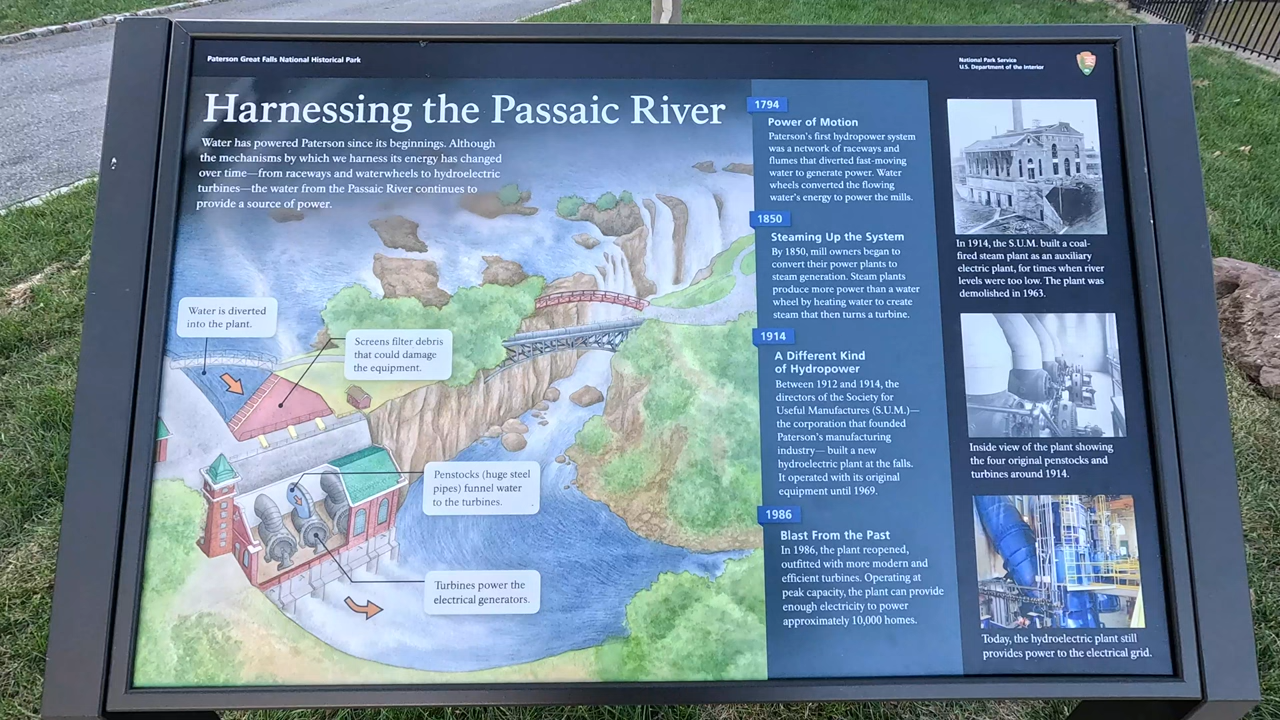 Paterson Great Falls National Historical Park
National Park Service
U.S. Department of the Interior
Harnessing the Passaic River
Water has powered Paterson since its beginnings. Although
the mechanisms by which we harness its energy has changed
over time—from raceways and waterwheels to hydroelectric
turbines—the water from the Passaic River continues to
provide a source of power.
Water is diverted
into the plant.
Screens filter debris
that could damage
the equipment.
Penstocks (huge steel
pipes) funnel water
to the turbines.
Turbines power the
electrical generators.
1794
Power of Motion
Paterson's first hydropower system
was a network of raceways and
flumes that diverted fast-moving
water to generate power. Water
wheels converted the flowing
water's energy to power the mills.
1850
Steaming Up the System
By 1850, mill owners began to
convert their power plants to
steam generation. Steam plants
produce more power than a water
wheel by heating water to create
steam that then turns a turbine.
1914
A Different Kind
of Hydropower
Between 1912 and 1914, the
directors of the Society for
Useful Manufactures (S.U.M.)—
the corporation that founded
Paterson's manufacturing
industry— built a new
hydroelectric plant at the falls.
It operated with its original
equipment until 1969.
1986
Blast From the Past
In 1986, the plant reopened,
outfitted with more modern and
efficient turbines. Operating at
peak capacity, the plant can provide
enough electricity to power
approximately 10,000 homes.
In 1914, the S.U.M. built a coal-
fired steam plant as an auxiliary
electric plant, for times when river
levels were too low. The plant was
demolished in 1963.
Inside view of the plant showing
the four original penstocks and
turbines around 1914.
Today, the hydroelectric plant still
provides power to the electrical grid.